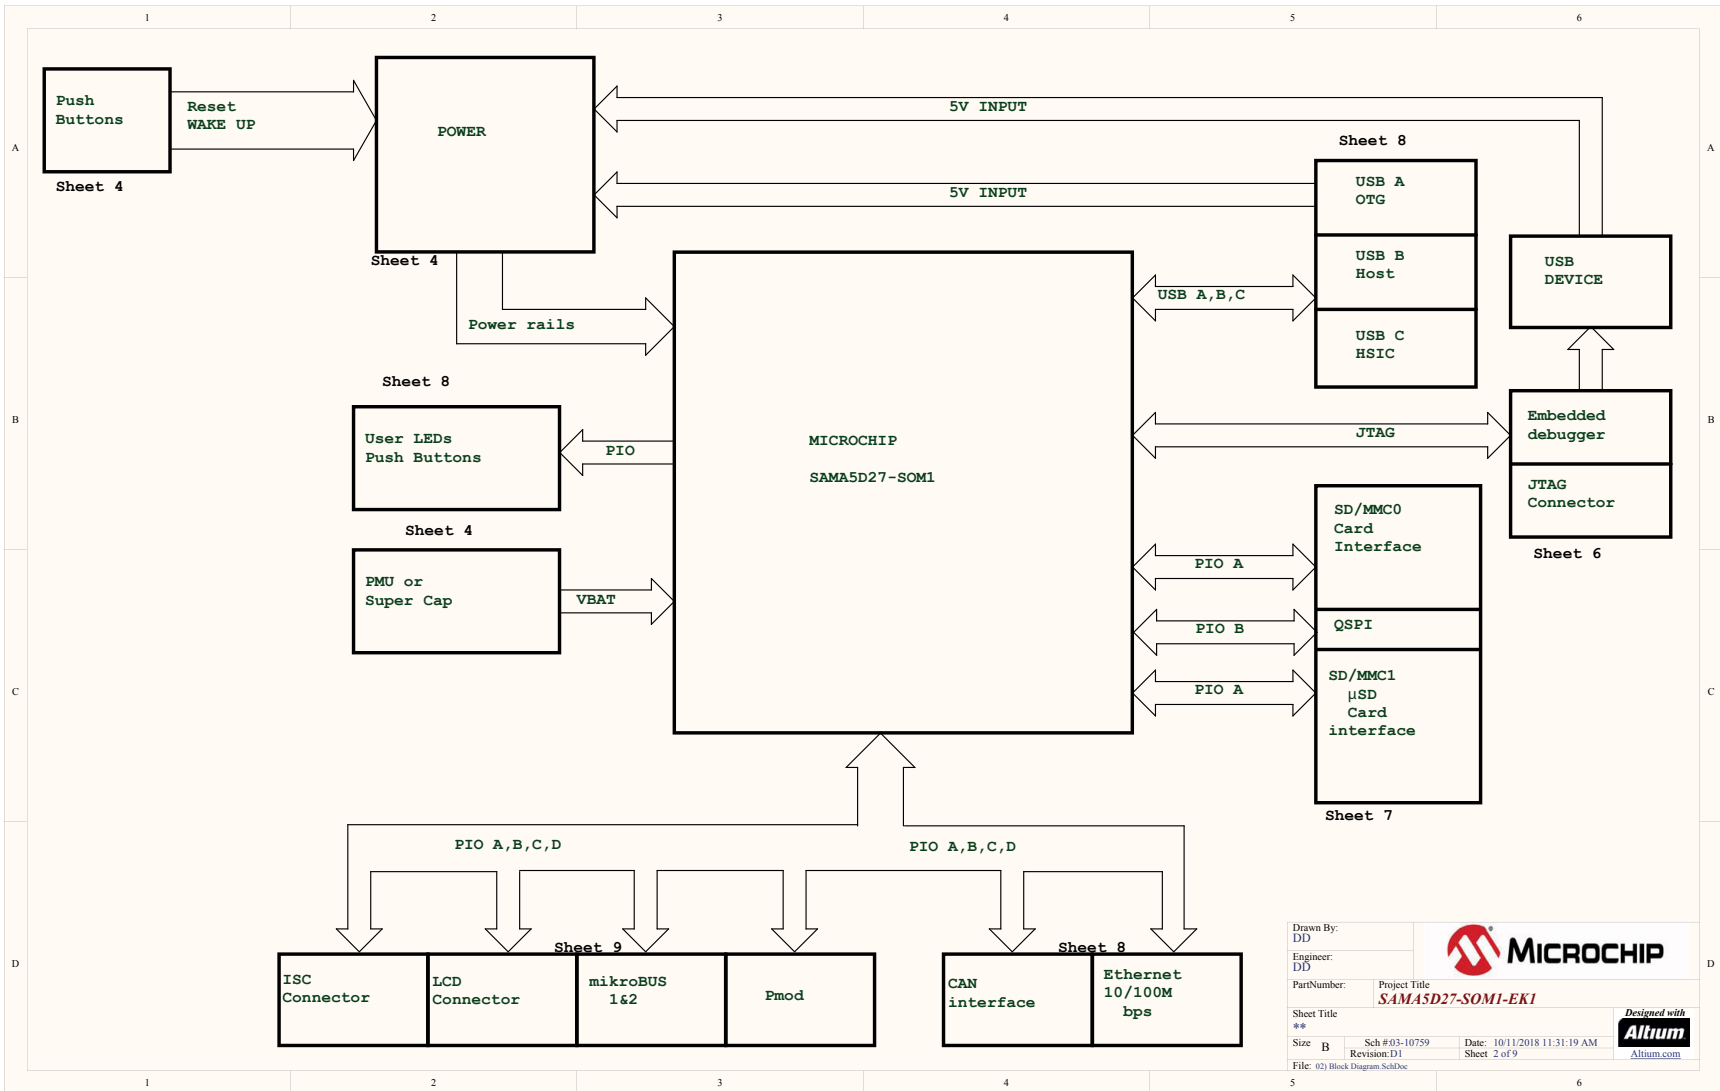 1 2 3 4 5 6
A
B
C
D
Push
Buttons
Sheet 4
Reset
WAKE UP
POWER
Sheet 4
5V INPUT
5V INPUT
Sheet 8
USB A
OTG
USB B
Host
USB C
HSIC
USB
DEVICE
Power rails
USB A,B,C
Sheet 8
User LEDs
Push Buttons
PIO
MICROCHIP
SAMA5D27-SOM1
JTAG
Embedded
debugger
JTAG
Connector
Sheet 6
Sheet 4
PMU or
Super Cap
VBAT
PIO A
PIO B
PIO A
SD/MMC0
Card
Interface
QSPI
SD/MMC1
µSD
Card
interface
Sheet 7
PIO A,B,C,D
PIO A,B,C,D
Sheet 9
ISC
Connector
LCD
Connector
mikroBUS
1&2
Pmod
Sheet 8
CAN
interface
Ethernet
10/100M
bps
A
B
C
D
Drawn By:
DD
Engineer:
DD
MICROCHIP
PartNumber:
Project Title
SAMA5D27-SOM1-EK1
Sheet Title
**
Designed with
Altium
Altium.com
Size B
Sch #:03-10759
Date: 10/11/2018 11:31:19 AM
Revision:D1
Sheet 2 of 9
File: 02) Block Diagram.SchDoc
1 2 3 4 5 6